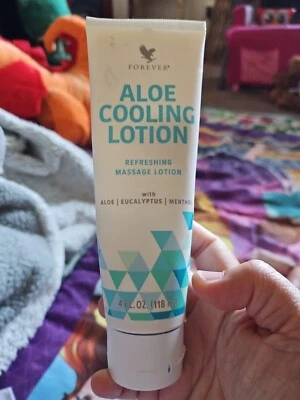 FOREVER®
ALOE
COOLING
LOTION
REFRESHING
MASSAGE LOTION
with
ALOE | EUCALYPTUS | MENTHOL
4 FL. OZ. (118